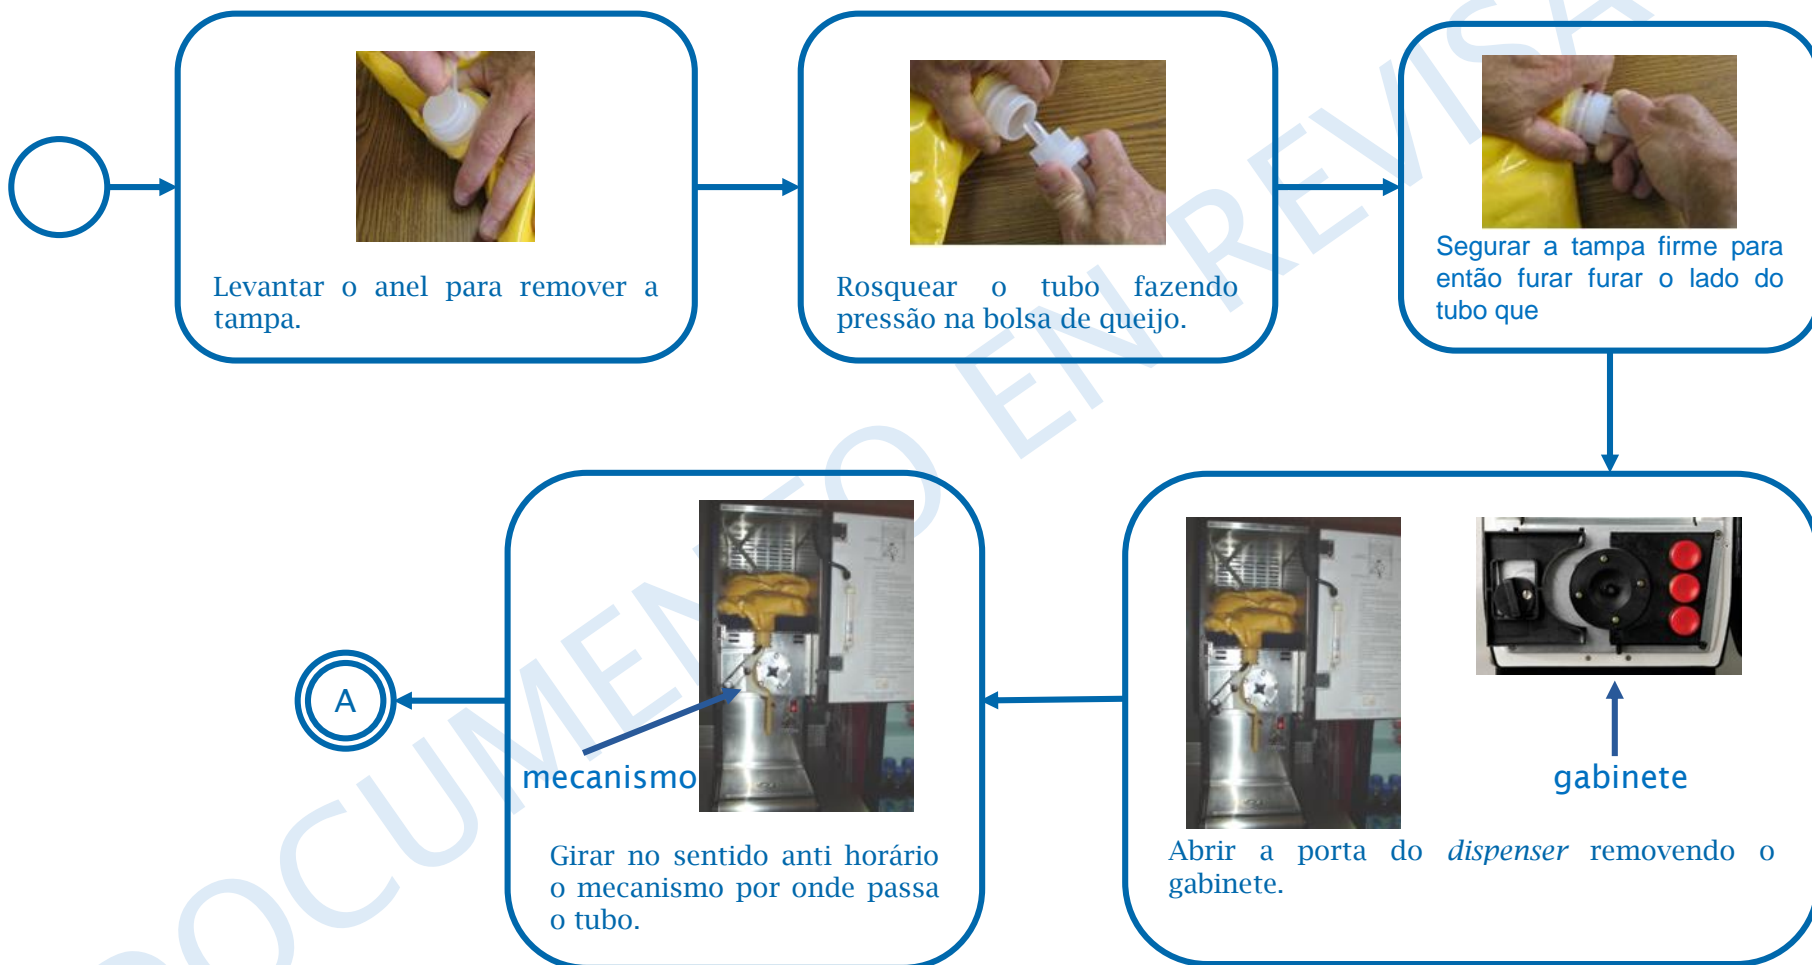 Levantar o anel para remover a
tampa.
Rosquear o tubo fazendo
pressão na bolsa de queijo.
Segurar a tampa firme para
então furar furar o lado do
tubo que
gabinete
Abrir a porta do dispenser removendo o
gabinete.
mecanismo
Girar no sentido anti horário
o mecanismo por onde passa
o tubo.
A
DOCUMENTO EN REVISA